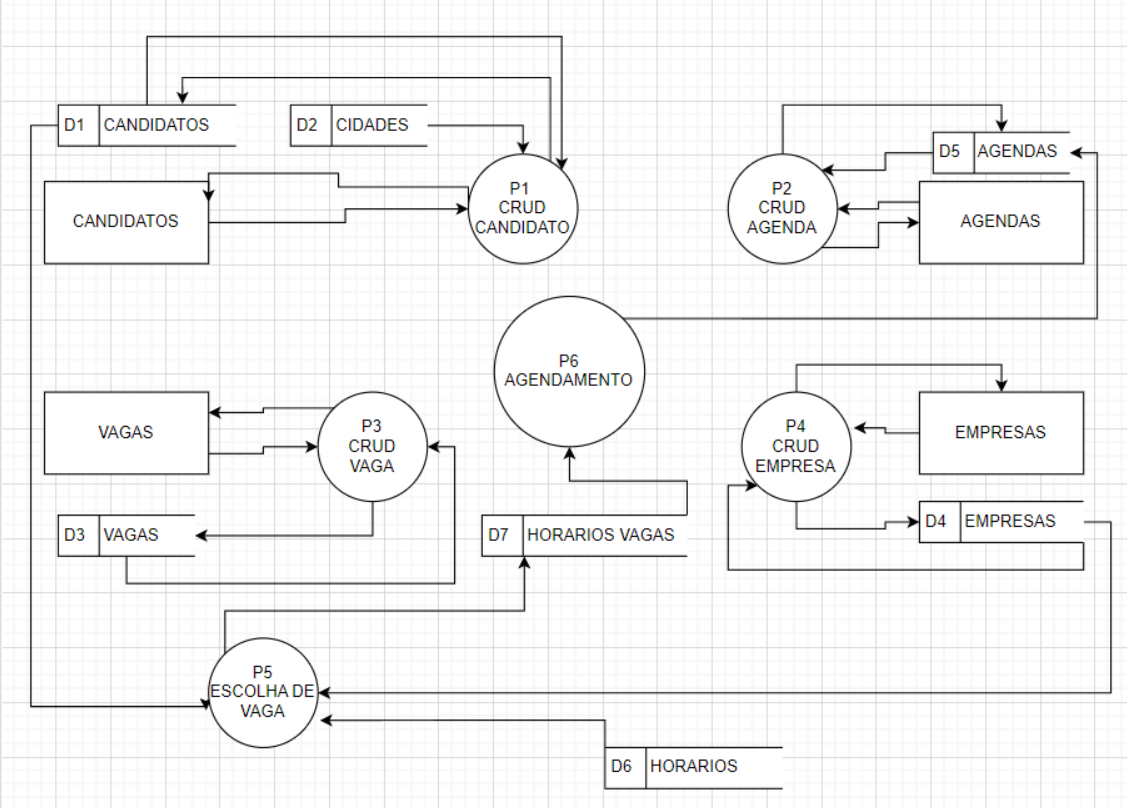 D1 CANDIDATOS
D2 CIDADES
D5 AGENDAS
CANDIDATOS
P1
CRUD
CANDIDATO
P2
CRUD
AGENDA
AGENDAS
P6
AGENDAMENTO
VAGAS
P3
CRUD
VAGA
P4
CRUD
EMPRESA
EMPRESAS
D3 VAGAS
D7 HORARIOS VAGAS
D4 EMPRESAS
P5
ESCOLHA DE
VAGA
D6 HORARIOS